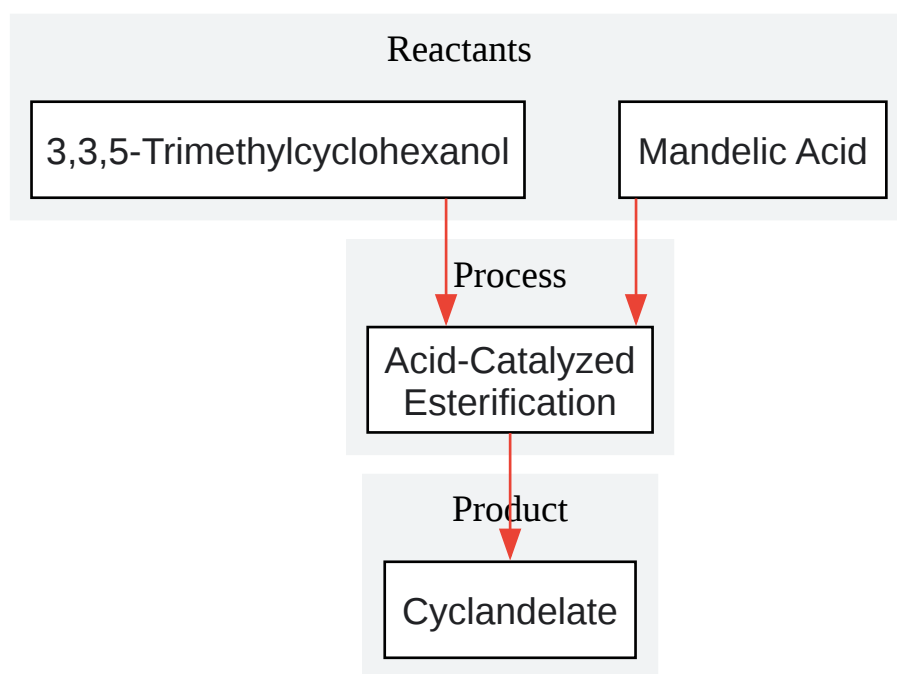 Reactants
3,3,5-Trimethylcyclohexanol
Mandelic Acid
Process
Acid-Catalyzed
Esterification
Product
Cyclandelate